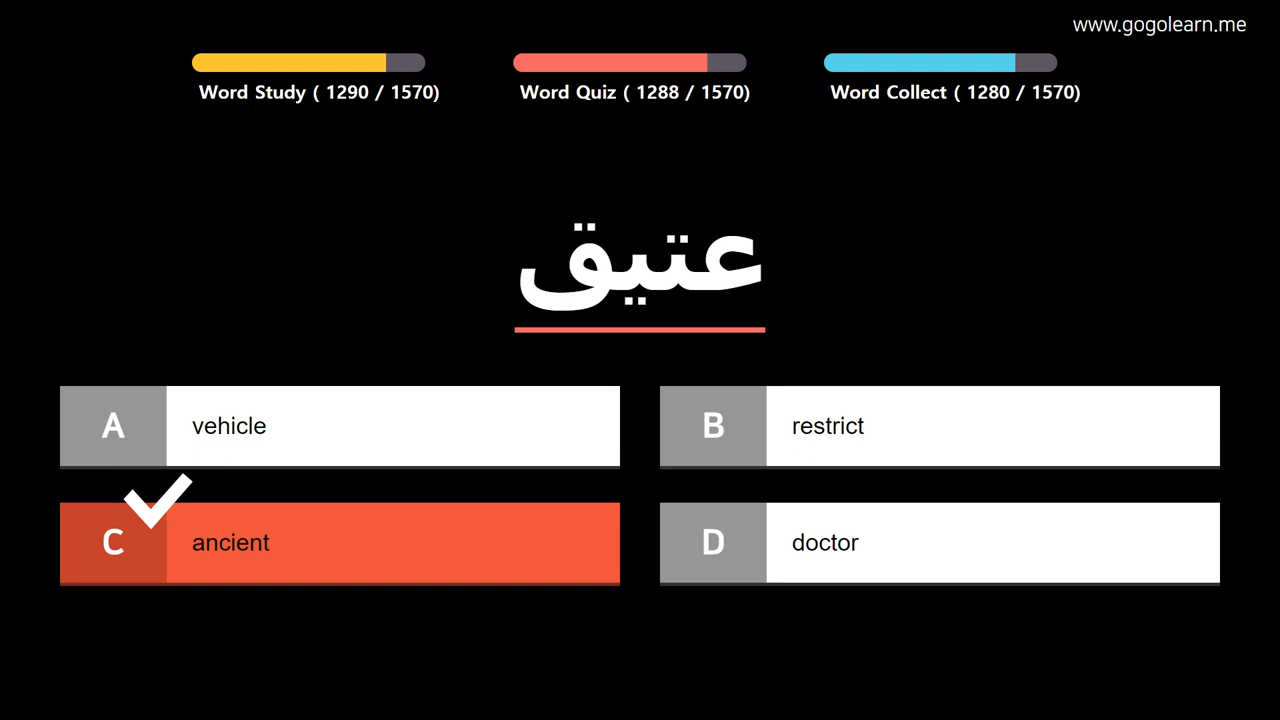 www.gogolearn.me
Word Study ( 1290 / 1570)
Word Quiz ( 1288 / 1570)
Word Collect ( 1280 / 1570)
عتيق
A vehicle
B restrict
C ancient
D doctor